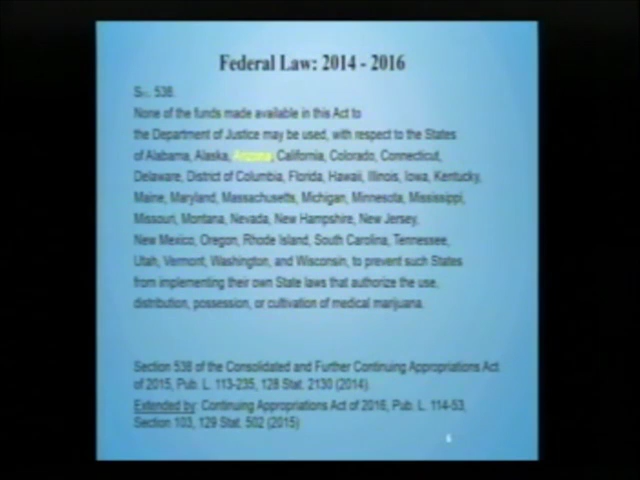 Federal Law: 2014 - 2016
Sec. 538.
None of the funds made available in this Act to
the Department of Justice may be used, with respect to the States
of Alabama, Alaska, Arizona, California, Colorado, Connecticut,
Delaware, District of Columbia, Florida, Hawaii, Illinois, Iowa, Kentucky,
Maine, Maryland, Massachusetts, Michigan, Minnesota, Mississippi,
Missouri, Montana, Nevada, New Hampshire, New Jersey,
New Mexico, Oregon, Rhode Island, South Carolina, Tennessee,
Utah, Vermont, Washington, and Wisconsin, to prevent such States
from implementing their own State laws that authorize the use,
distribution, possession, or cultivation of medical marijuana.
Section 538 of the Consolidated and Further Continuing Appropriations Act
of 2015, Pub. L. 113-235, 128 Stat. 2130 (2014).
Extended by: Continuing Appropriations Act of 2016, Pub. L. 114-53,
Section 103, 129 Stat. 502 (2015)